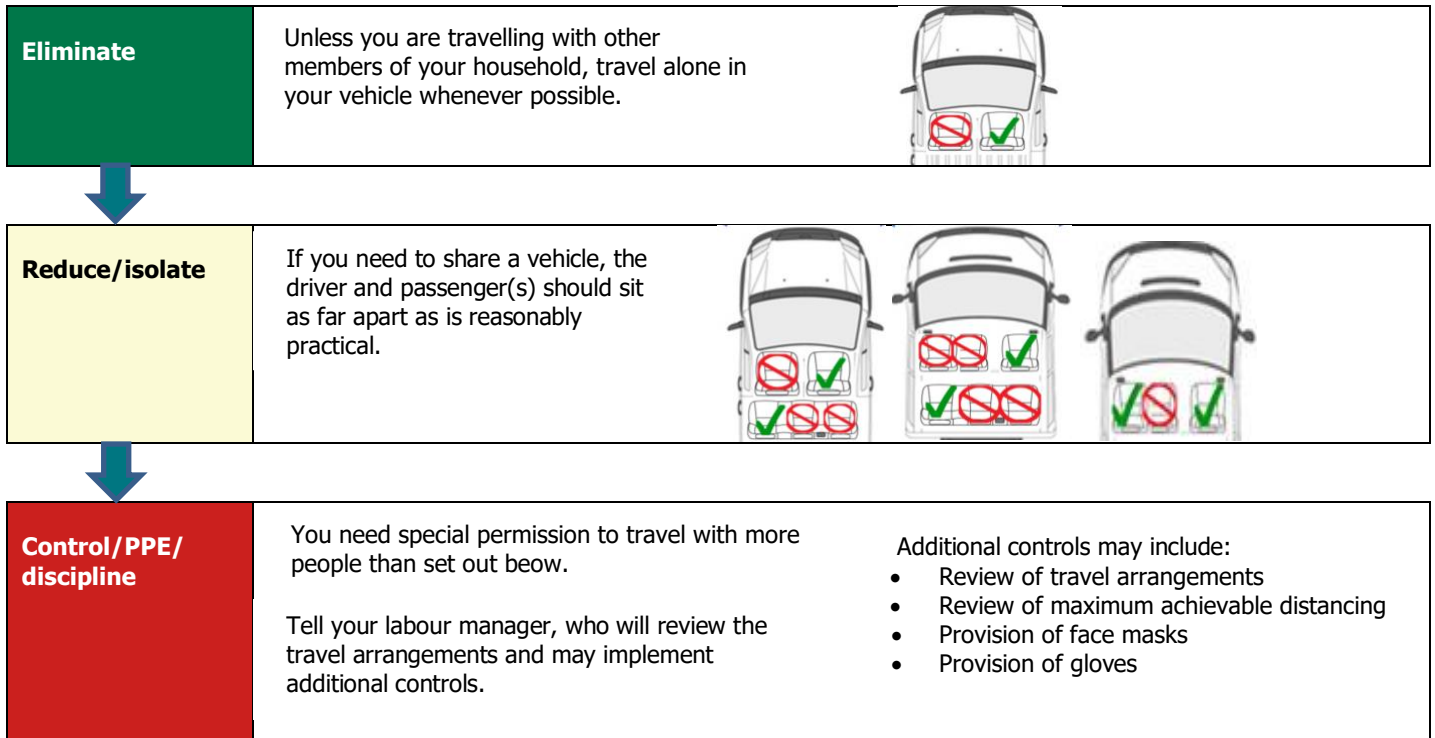 Eliminate
Unless you are travelling with other
members of your household, travel alone in
your vehicle whenever possible.
Reduce/isolate
If you need to share a vehicle, the
driver and passenger(s) should sit
as far apart as is reasonably
practical.
Control/PPE/
discipline
You need special permission to travel with more
people than set out beow.
Tell your labour manager, who will review the
travel arrangements and may implement
additional controls.
Additional controls may include:
• Review of travel arrangements
• Review of maximum achievable distancing
• Provision of face masks
• Provision of gloves